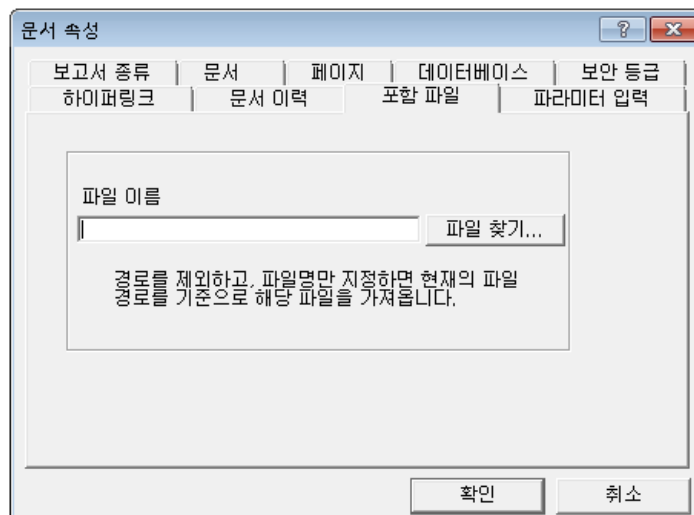 문서 속성
보고서 종류 문서 페이지 데이터베이스 보안 등급
하이퍼링크 문서 이력 포함 파일 파라미터 입력
파일 이름
파일 찾기...
경로를 제외하고, 파일명만 지정하면 현재의 파일
경로를 기준으로 해당 파일을 가져옵니다.
확인 취소